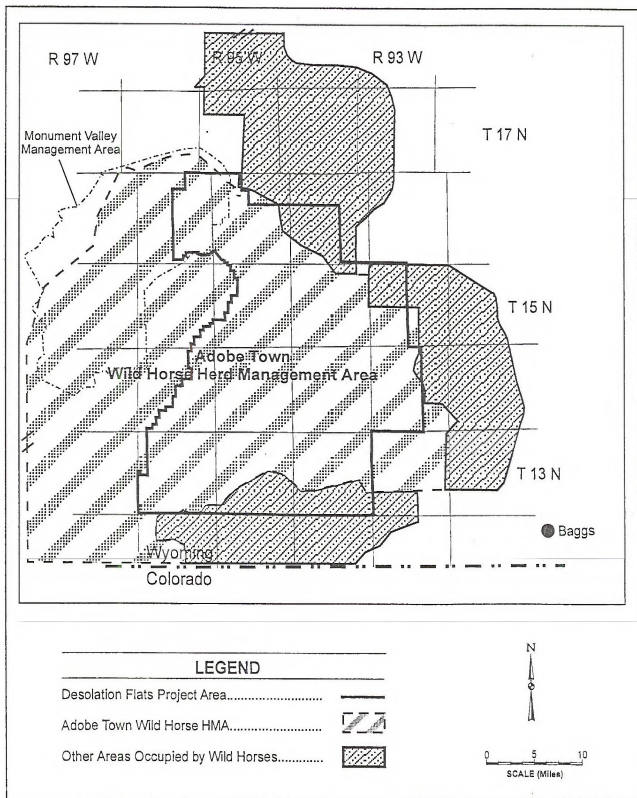 R 97 W
R 95 W
R 93 W
Monument Valley
Management Area
T 17 N
T 15 N
Adobe Town
Wild Horse Herd Management Area
T 13 N
Baggs
Wyoming
Colorado
N
LEGEND
Desolation Flats Project Area
Adobe Town Wild Horse HMA
Other Areas Occupied by Wild Horses
0 5 10
SCALE (Miles)